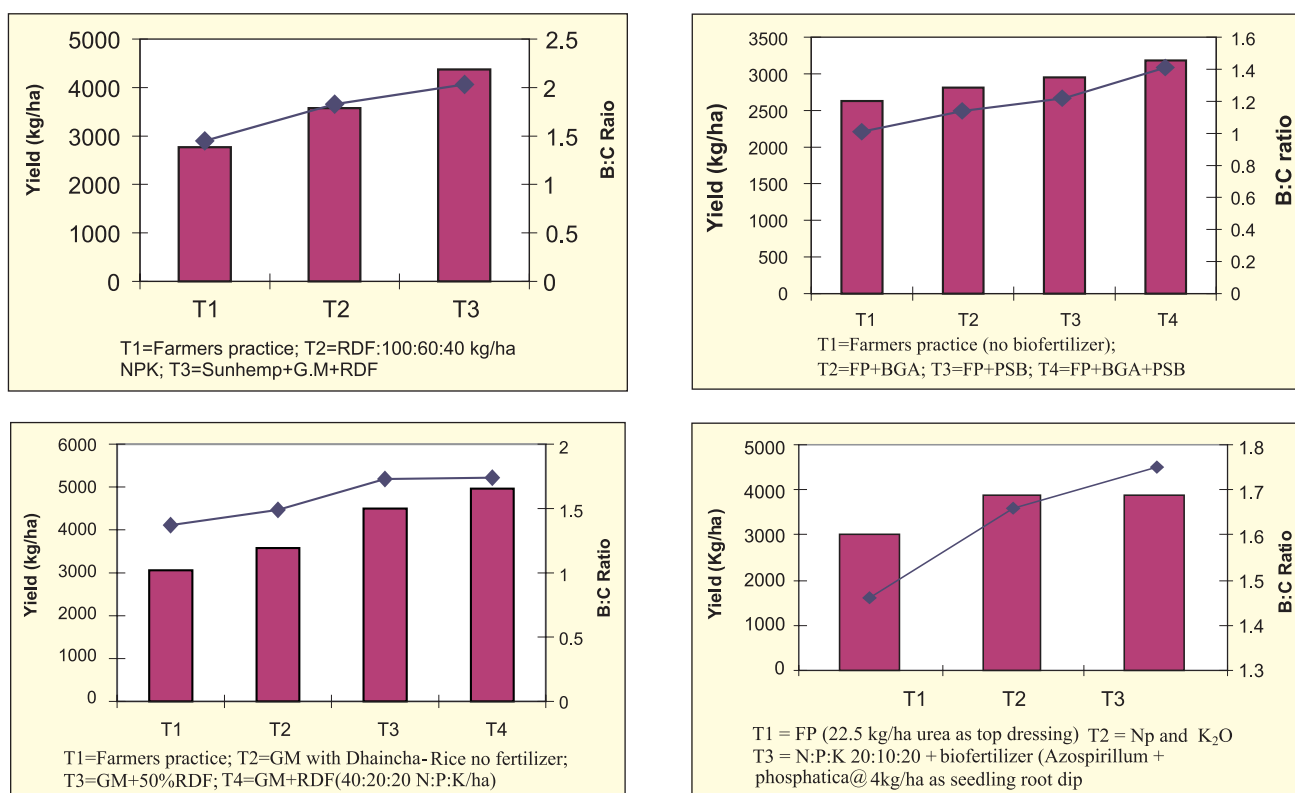 5000
4000
3000
2000
1000
0
Yield (kg/ha)
2.5
2
1.5
1
0.5
0
B:C Raio
T1 T2 T3
T1=Farmers practice; T2=RDF:100:60:40 kg/ha
NPK; T3=Sunhemp+G.M+RDF
3500
3000
2500
2000
1500
1000
500
0
Yield (kg/ha)
1.6
1.4
1.2
1
0.8
0.6
0.4
0.2
0
B:C ratio
T1 T2 T3 T4
T1=Farmers practice (no biofertilizer);
T2=FP+BGA; T3=FP+PSB; T4=FP+BGA+PSB
6000
5000
4000
3000
2000
1000
0
Yield (kg/ha)
2
1.5
1
0.5
0
B:C Ratio
T1 T2 T3 T4
T1=Farmers practice; T2=GM with Dhaincha-Rice no fertilizer;
T3=GM+50%RDF; T4=GM+RDF(40:20:20 N:P:K/ha)
5000
4000
3000
2000
1000
0
Yield (Kg/ha)
1.8
1.7
1.6
1.5
1.4
1.3
B:C Ratio
T1 T2 T3
T1 = FP (22.5 kg/ha urea as top dressing) T2 = Np and K₂O
T3 = N:P:K 20:10:20 + biofertilizer (Azospirillum +
phosphatica@ 4kg/ha as seedling root dip